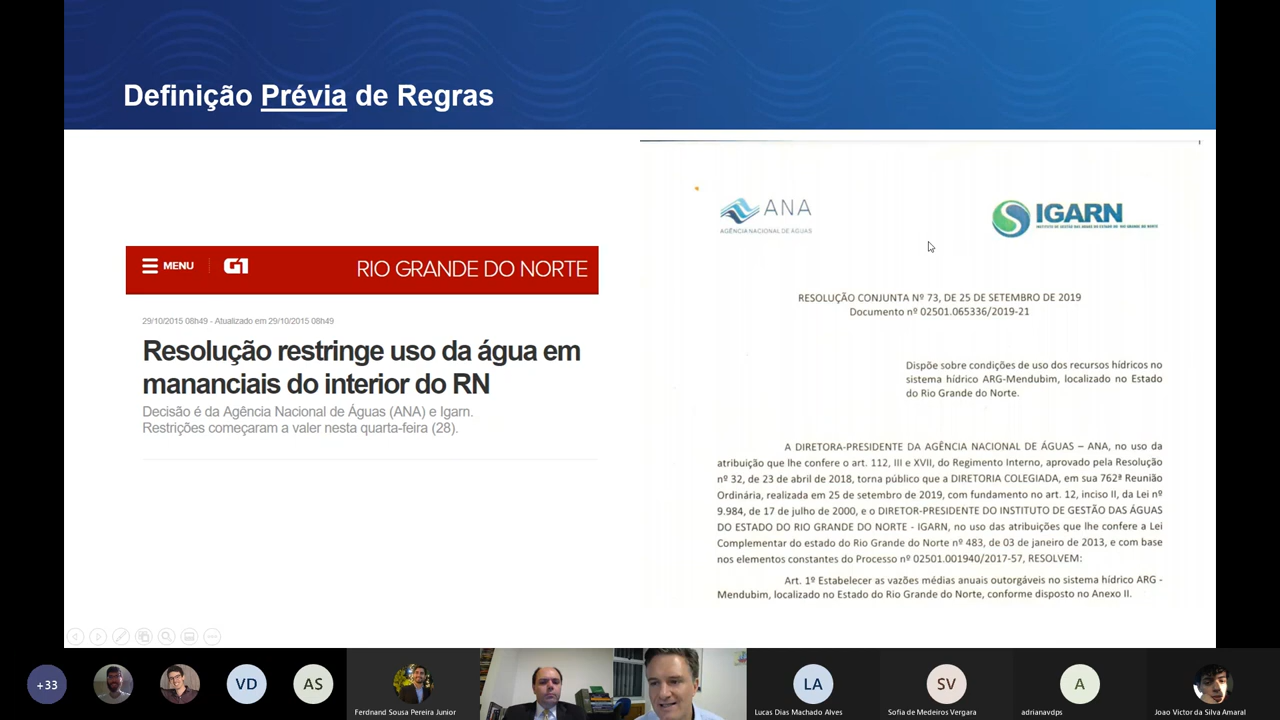 Definição Prévia de Regras
MENU
G1
RIO GRANDE DO NORTE
29/10/2015 08h49 - Atualizado em 29/10/2015 08h49
Resolução restringe uso da água em
mananciais do interior do RN
Decisão é da Agência Nacional de Águas (ANA) e Igarn.
Restrições começaram a valer nesta quarta-feira (28).
ANA
AGÊNCIA NACIONAL DE ÁGUAS
IGARN
INSTITUTO DE GESTÃO DAS ÁGUAS DO ESTADO DO RIO GRANDE DO NORTE
RESOLUÇÃO CONJUNTA Nº 73, DE 25 DE SETEMBRO DE 2019
Documento nº 02501.065336/2019-21
Dispõe sobre condições de uso dos recursos hídricos no
sistema hídrico ARG-Mendubim, localizado no Estado
do Rio Grande do Norte.
A DIRETORA-PRESIDENTE DA AGÊNCIA NACIONAL DE ÁGUAS – ANA, no uso da
atribuição que lhe confere o art. 112, III e XVII, do Regimento Interno, aprovado pela Resolução
nº 32, de 23 de abril de 2018, torna público que a DIRETORIA COLEGIADA, em sua 762ª Reunião
Ordinária, realizada em 25 de setembro de 2019, com fundamento no art. 12, inciso II, da Lei nº
9.984, de 17 de julho de 2000, e o DIRETOR-PRESIDENTE DO INSTITUTO DE GESTÃO DAS ÁGUAS
DO ESTADO DO RIO GRANDE DO NORTE - IGARN, no uso das atribuições que lhe confere a Lei
Complementar do estado do Rio Grande do Norte nº 483, de 03 de janeiro de 2013, e com base
nos elementos constantes do Processo nº 02501.001940/2017-57, RESOLVEM:
Art. 1º Estabelecer as vazões médias anuais outorgáveis no sistema hídrico ARG -
Mendubim, localizado no Estado do Rio Grande do Norte, conforme disposto no Anexo II.
+33
VD
AS
Ferdnand Sousa Pereira Junior
LA
Lucas Dias Machado Alves
SV
Sofia de Medeiros Vergara
A
adrianavdps
Joao Victor da Silva Amaral